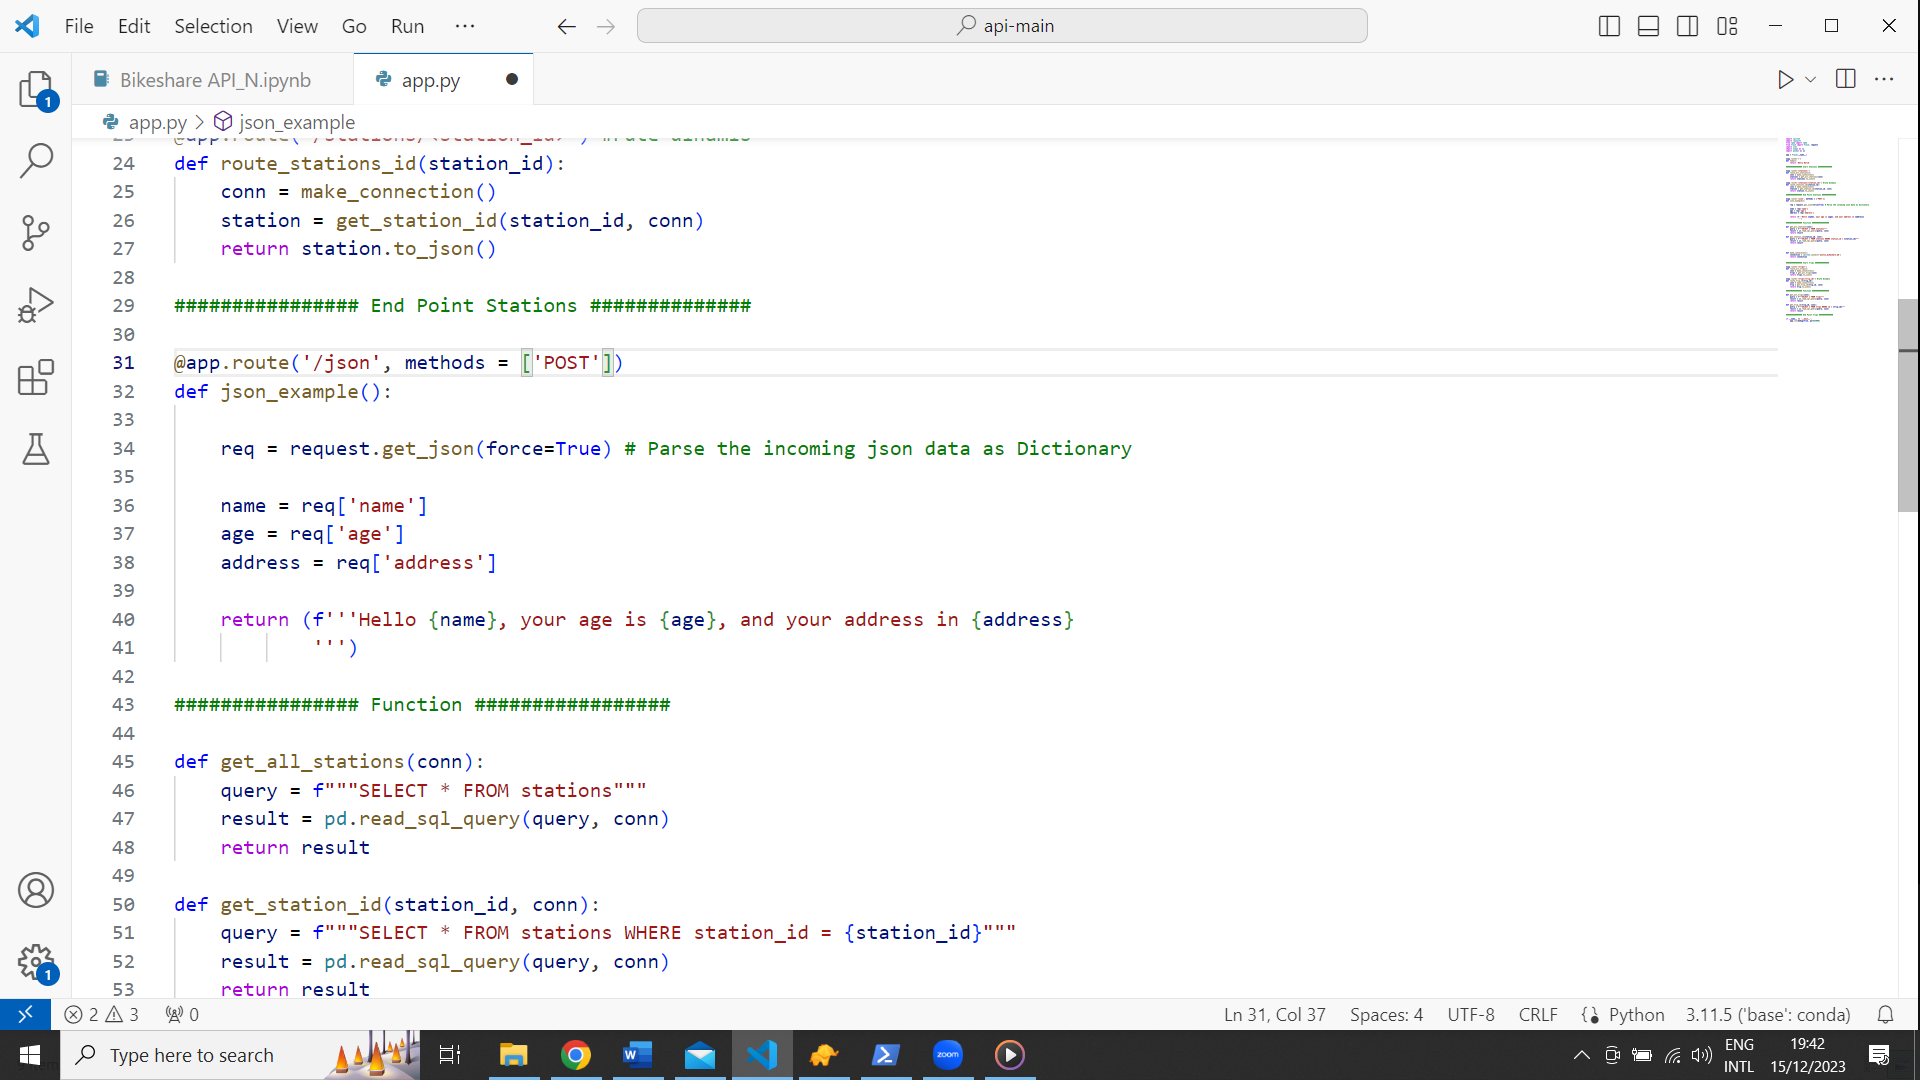 File Edit Selection View Go Run ···
api-main
Bikeshare API_N.ipynb
app.py
app.py > json_example
24 def route_stations_id(station_id):
25 conn = make_connection()
26 station = get_station_id(station_id, conn)
27 return station.to_json()
28
29 ################ End Point Stations ##############
30
31 @app.route('/json', methods = ['POST'])
32 def json_example():
33
34 req = request.get_json(force=True) # Parse the incoming json data as Dictionary
35
36 name = req['name']
37 age = req['age']
38 address = req['address']
39
40 return (f'''Hello {name}, your age is {age}, and your address in {address}
41 ''')
42
43 ################ Function #################
44
45 def get_all_stations(conn):
46 query = f"""SELECT * FROM stations"""
47 result = pd.read_sql_query(query, conn)
48 return result
49
50 def get_station_id(station_id, conn):
51 query = f"""SELECT * FROM stations WHERE station_id = {station_id}"""
52 result = pd.read_sql_query(query, conn)
53 return result
1
1
2 3 0
Ln 31, Col 37 Spaces: 4 UTF-8 CRLF Python 3.11.5 ('base': conda)
Type here to search
zoom
ENG
INTL
19:42
15/12/2023